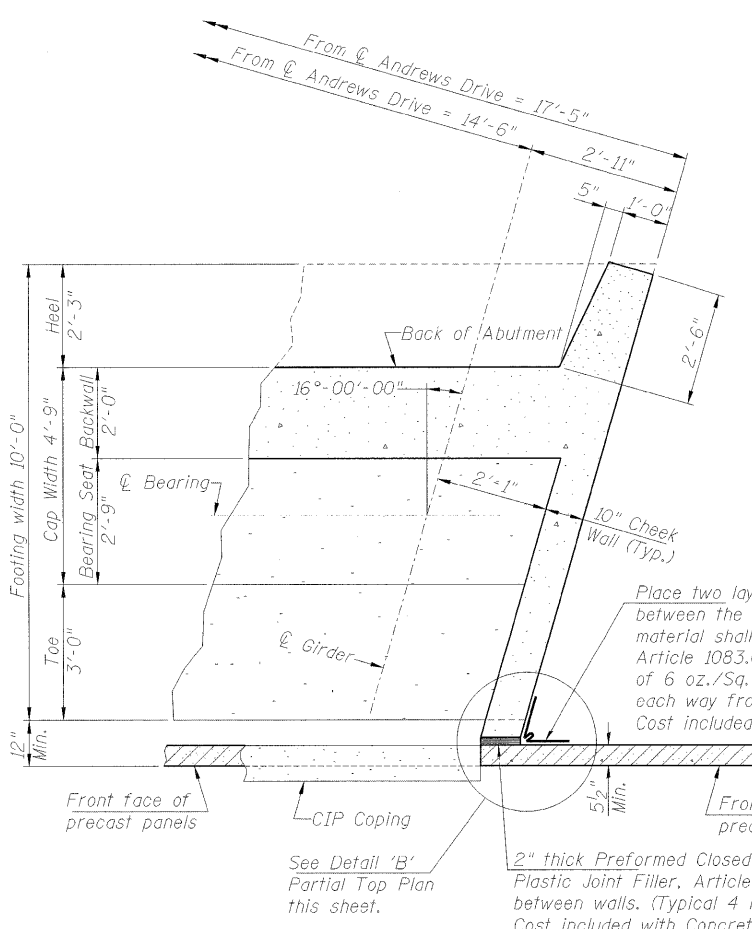 From ℄ Andrews Drive = 17'-5"
From ℄ Andrews Drive = 14'-6"
2'-11"
5"
1'-0"
Heel
2'-3"
Back of Abutment
2'-6"
16°-00'-00"
Footing width 10'-0"
Cap Width 4'-9"
Backwall
2'-0"
Bearing Seat
2'-9"
℄ Bearing
2'-1"
10" Cheek
Wall (Typ.)
Toe
3'-0"
℄ Girder
Place two lay
between the
material shall
Article 1083.
of 6 oz./Sq.
each way fro
Cost included
12"
Min.
5½"
Min.
Front face of
precast panels
CIP Coping
Fron
prec
See Detail 'B'
Partial Top Plan
this sheet.
2" thick Preformed Closed
Plastic Joint Filler, Article
between walls. (Typical 4
Cost included with Concret